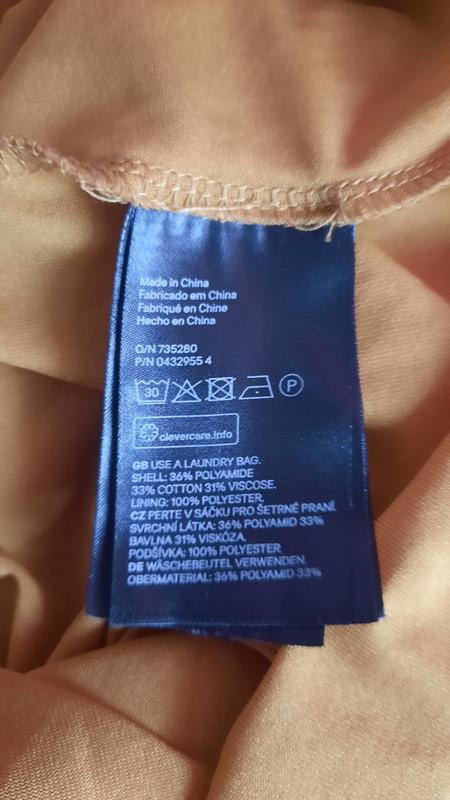 Made in China
Fabricado em China
Fabriqué en Chine
Hecho en China
O/N 735280
P/N 0432955 4
30 P
clevercare.info
GB USE A LAUNDRY BAG.
SHELL: 36% POLYAMIDE
33% COTTON 31% VISCOSE.
LINING: 100% POLYESTER.
CZ PERTE V SÁČKU PRO ŠETRNÉ PRANÍ.
SVRCHNÍ LÁTKA: 36% POLYAMID 33%
BAVLNA 31% VISKÓZA.
PODŠÍVKA: 100% POLYESTER.
DE WÄSCHEBEUTEL VERWENDEN.
OBERMATERIAL: 36% POLYAMID 33%